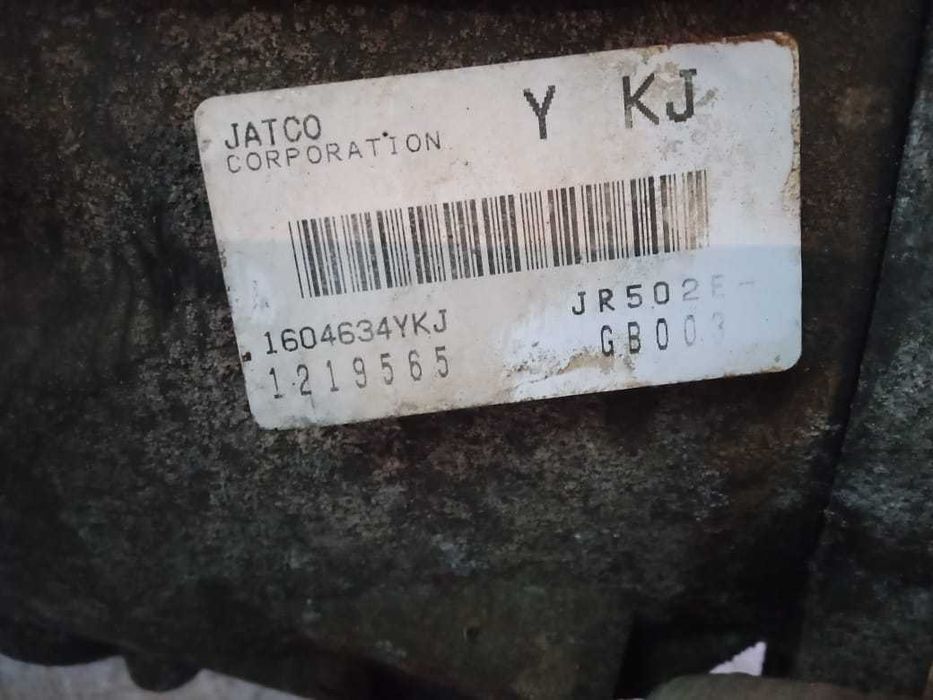 JATCO
CORPORATION
Y KJ
1604634YKJ
1219565
JR502E-
GB003